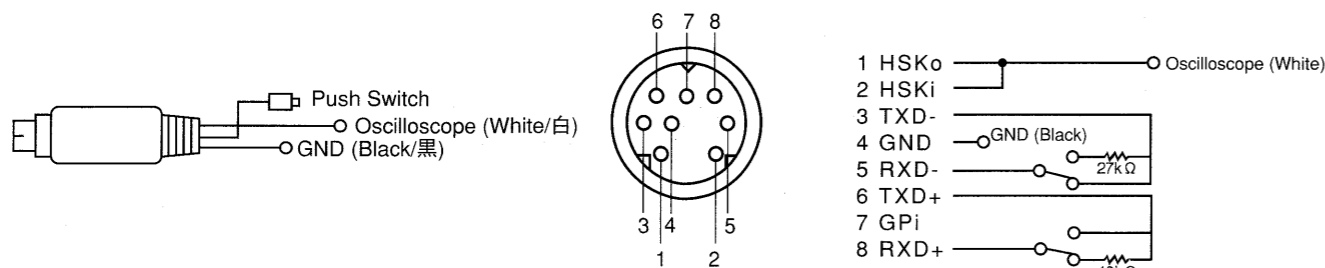 Push Switch
Oscilloscope (White/白)
GND (Black/黒)
6 7 8
3 4 5
1 2
1 HSKo
Oscilloscope (White)
2 HSKi
3 TXD-
4 GND
GND (Black)
5 RXD-
27kΩ
6 TXD+
7 GPi
8 RXD+